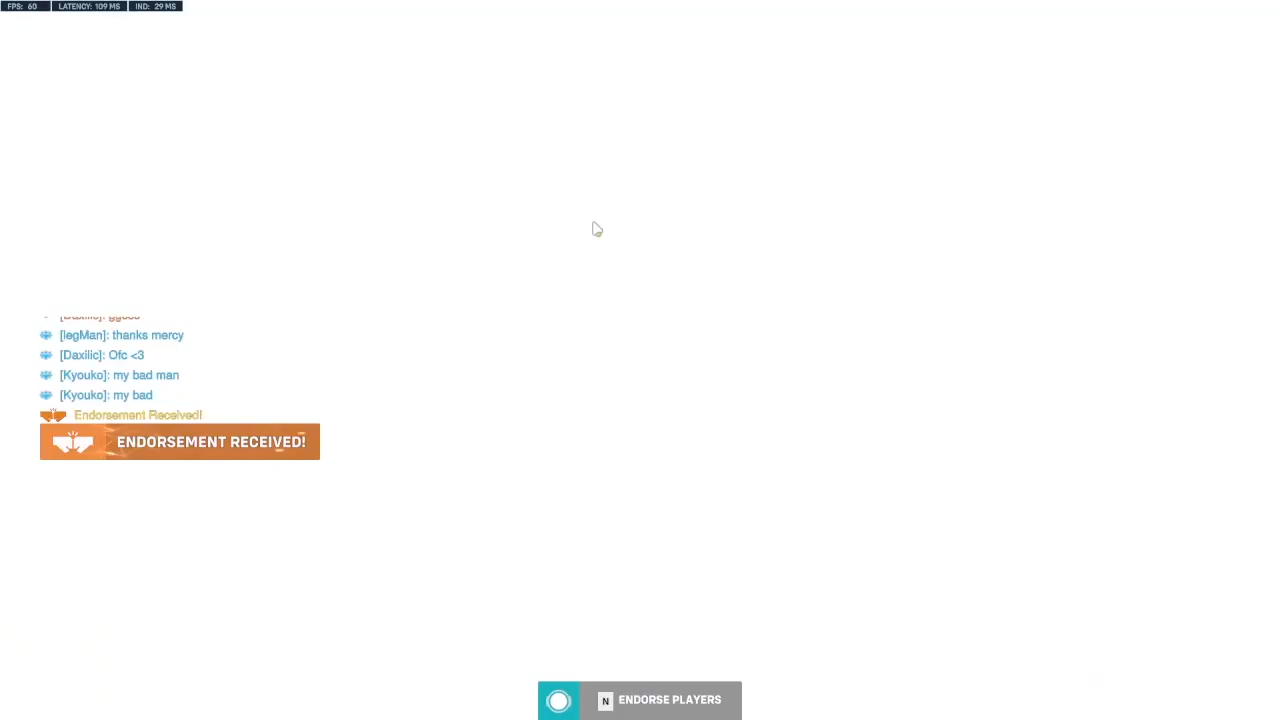 FPS: 60 LATENCY: 109 MS IND: 29 MS
[Daxilic]:
[legMan]: thanks mercy
[Daxilic]: Ofc <3
[Kyouko]: my bad man
[Kyouko]: my bad
Endorsement Received!
ENDORSEMENT RECEIVED!
N ENDORSE PLAYERS